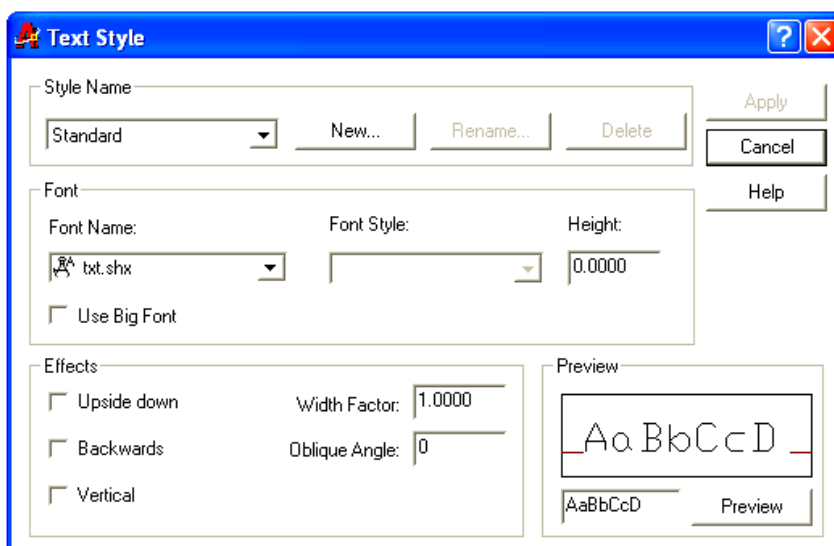 Text Style
Style Name
Standard
New...
Rename...
Delete
Apply
Cancel
Help
Font
Font Name:
Font Style:
Height:
txt.shx
0.0000
Use Big Font
Effects
Upside down
Width Factor:
1.0000
Backwards
Oblique Angle:
0
Vertical
Preview
AaBbCcD
AaBbCcD
Preview